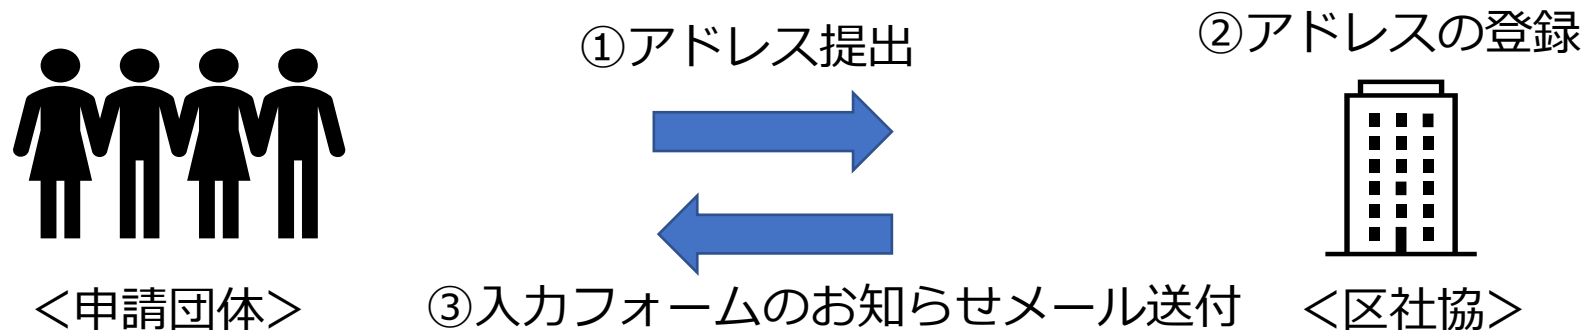 ②アドレスの登録
①アドレス提出
③入力フォームのお知らせメール送付
＜申請団体＞
＜区社協＞